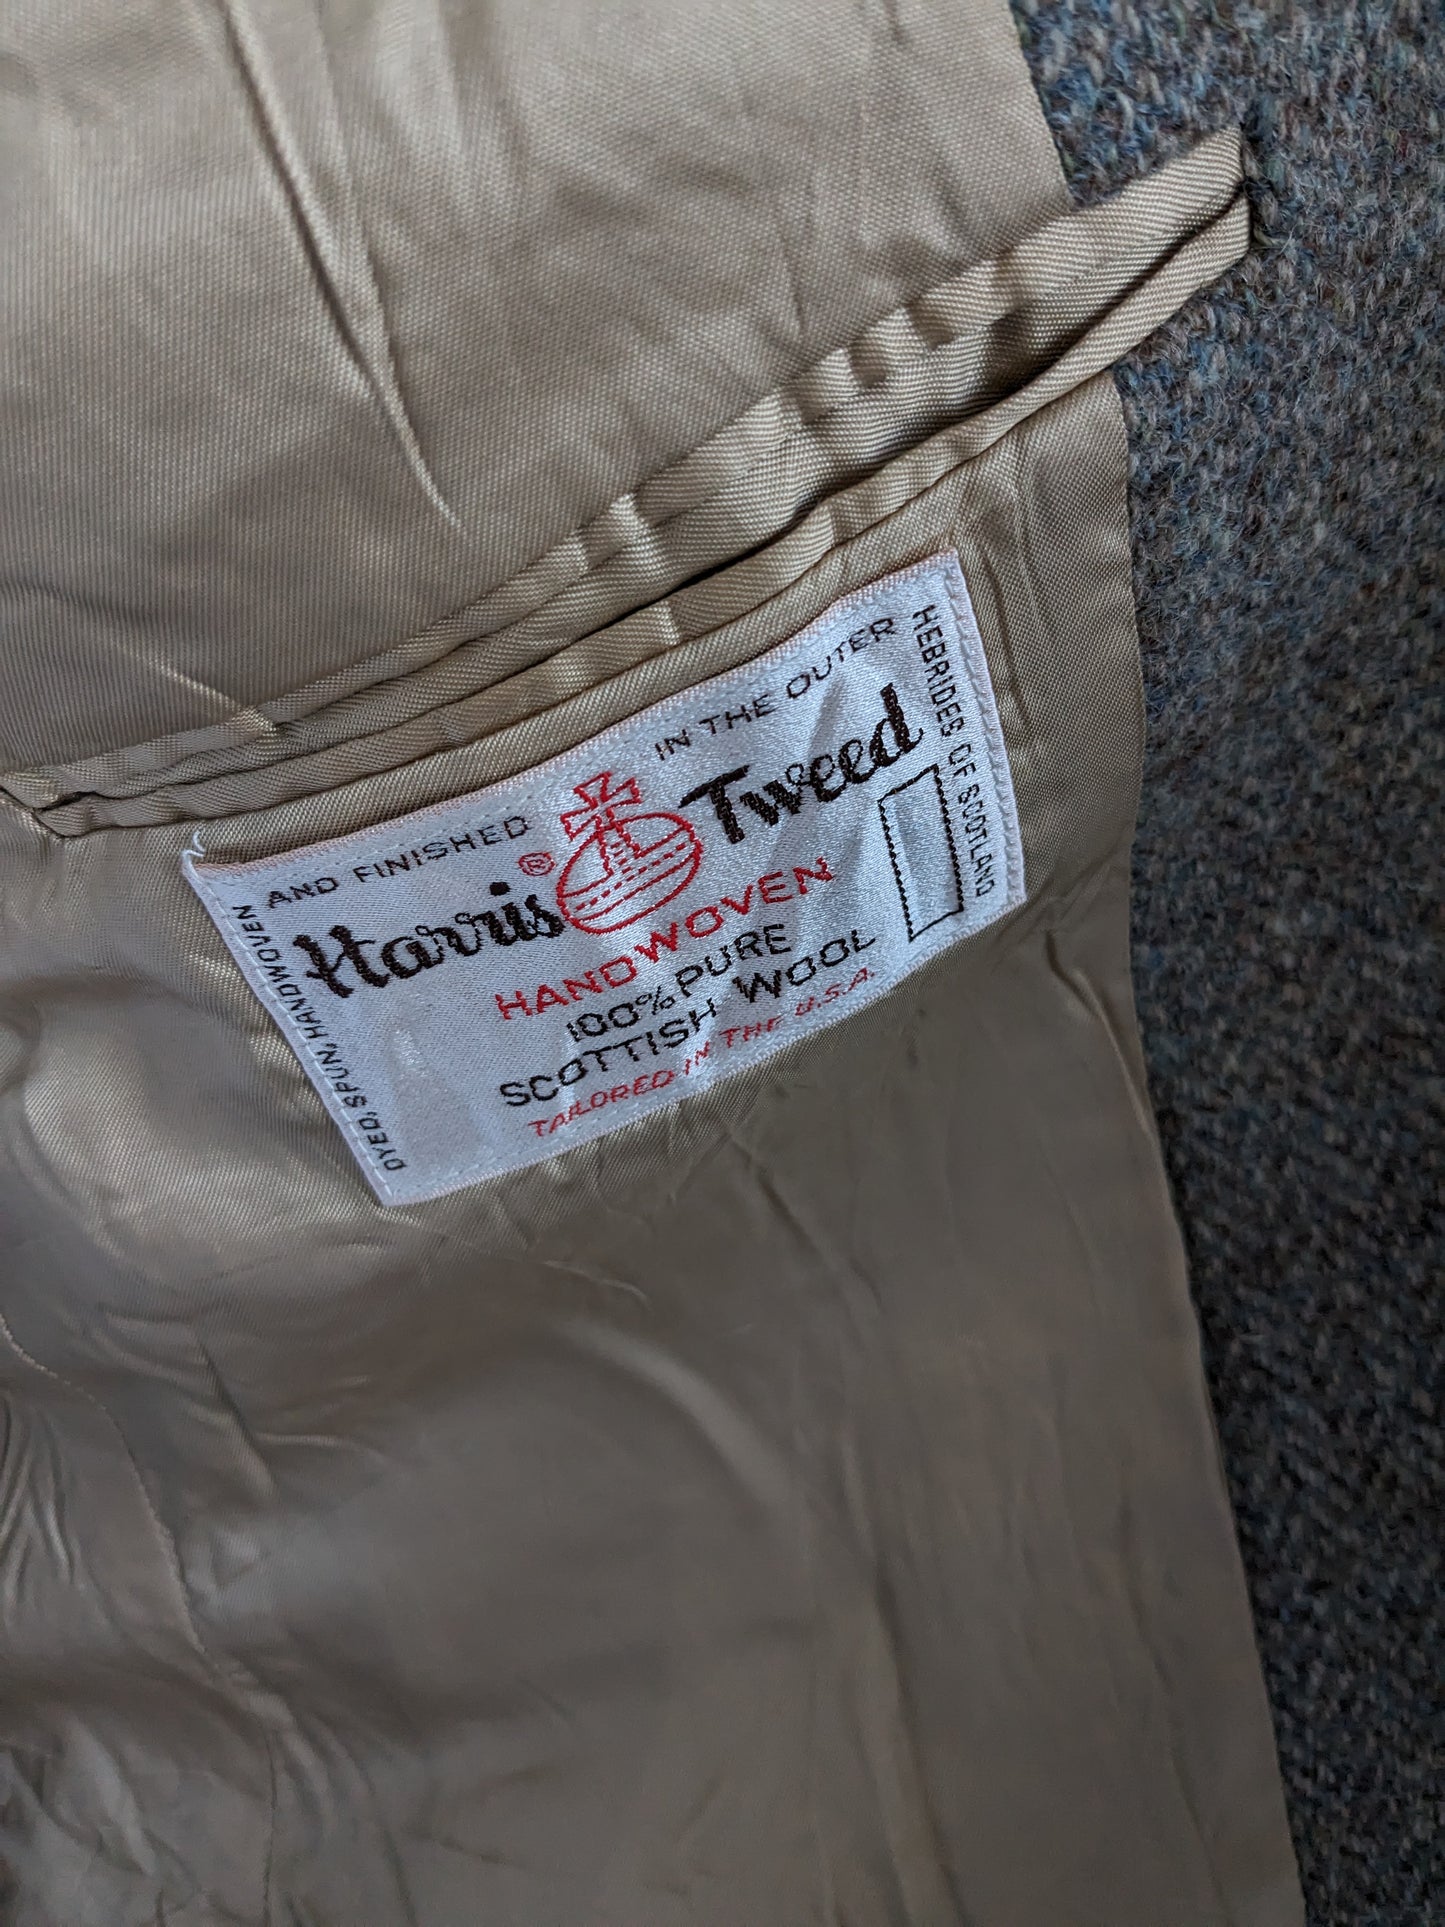 DYED, SPUN, HANDWOVEN
AND FINISHED
IN THE OUTER
HEBRIDES OF SCOTLAND
Harris Tweed
®
HANDWOVEN
100% PURE
SCOTTISH WOOL
TAILORED IN THE U.S.A.